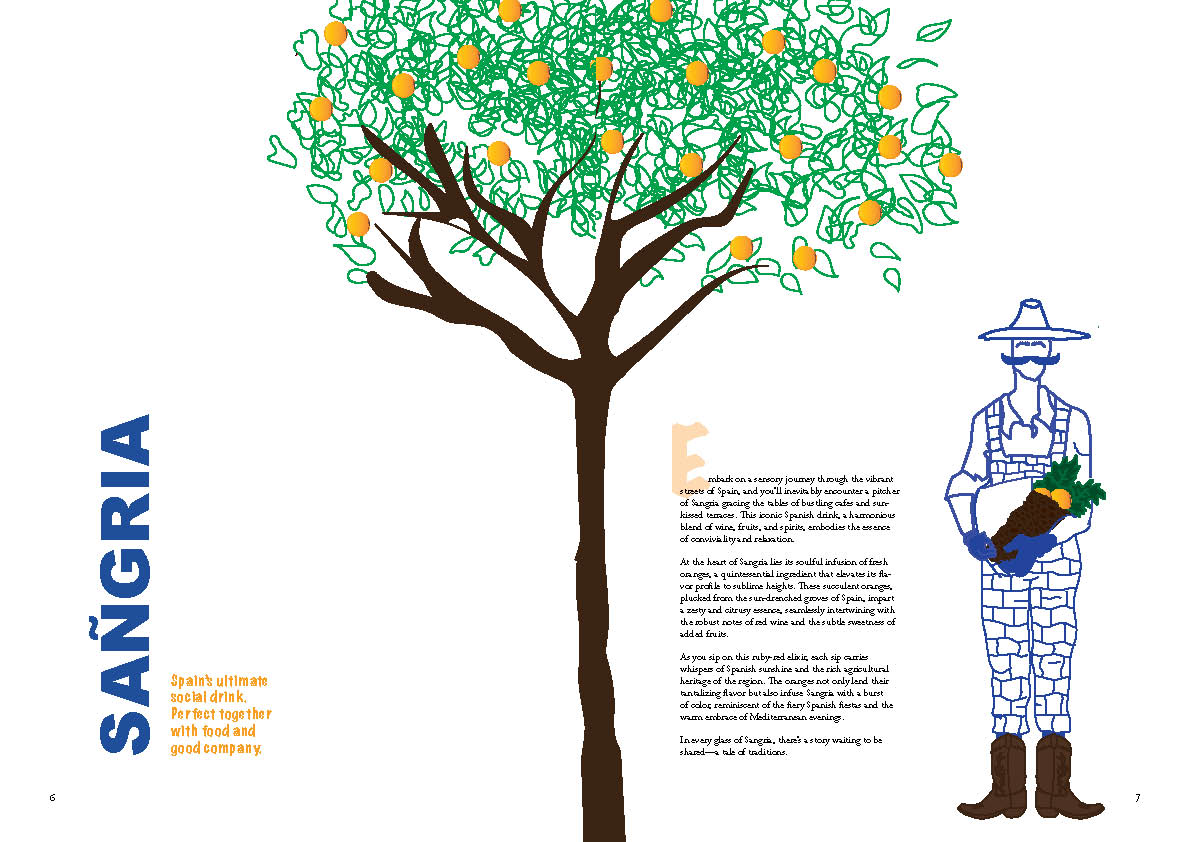 SAÑGRIA
Spain's ultimate
social drink.
Perfect together
with food and
good company.
Embark on a sensory journey through the vibrant
streets of Spain, and you'll inevitably encounter a pitcher
of Sangria gracing the tables of bustling cafes and sun-
kissed terraces. This iconic Spanish drink, a harmonious
blend of wine, fruits, and spirits, embodies the essence
of conviviality and relaxation.
At the heart of Sangria lies its soulful infusion of fresh
oranges, a quintessential ingredient that elevates its fla-
vor profile to sublime heights. These succulent oranges,
plucked from the sun-drenched groves of Spain, impart
a zesty and citrusy essence, seamlessly intertwining with
the robust notes of red wine and the subtle sweetness of
added fruits.
As you sip on this ruby-red elixir, each sip carries
whispers of Spanish sunshine and the rich agricultural
heritage of the region. The oranges not only lend their
tantalizing flavor but also infuse Sangria with a burst
of color, reminiscent of the fiery Spanish fiestas and the
warm embrace of Mediterranean evenings.
In every glass of Sangria, there's a story waiting to be
shared—a tale of traditions.
6
7